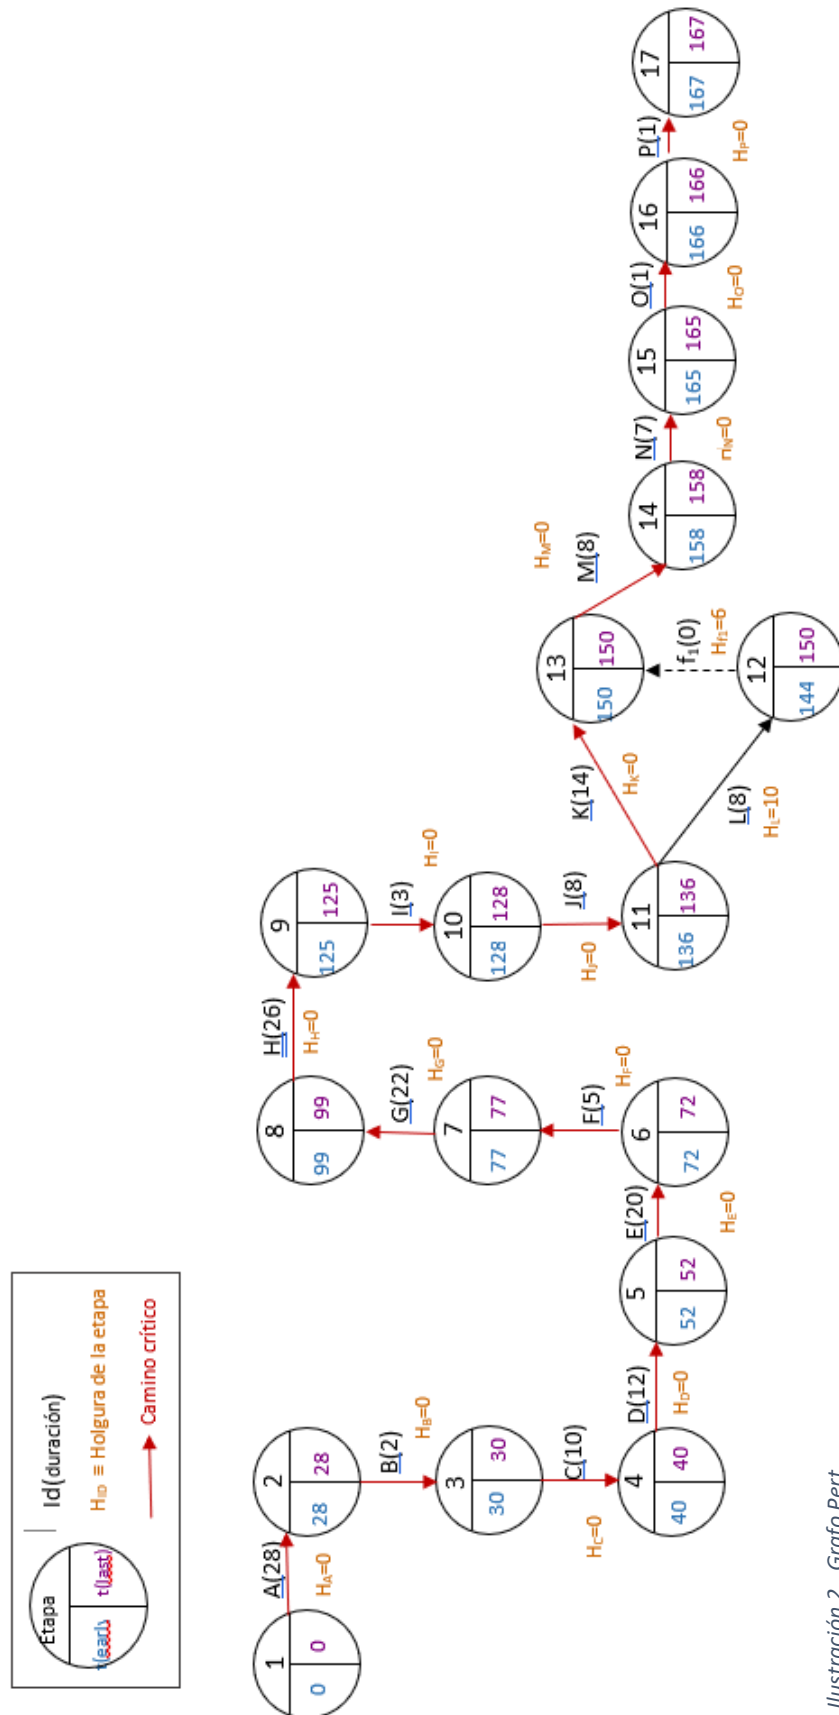 Etapa
t(early
t(last)
Id(duración)
H_ID ≡ Holgura de la etapa
Camino crítico
1
0 0
A(28)
H_A=0
2
28 28
B(2)
H_B=0
3
30 30
C(10)
H_C=0
4
40 40
D(12)
H_D=0
5
52 52
E(20)
H_E=0
6
72 72
F(5)
H_F=0
7
77 77
G(22)
H_G=0
8
99 99
H(26)
H_H=0
9
125 125
I(3)
H_I=0
10
128 128
J(8)
H_J=0
11
136 136
K(14)
H_K=0
L(8)
H_L=10
12
144 150
f₁(0)
H_f1=6
13
150 150
M(8)
H_M=0
14
158 158
N(7)
H_N=0
15
165 165
O(1)
H_O=0
16
166 166
P(1)
H_P=0
17
167 167
Ilustración 2. Grafo Pert